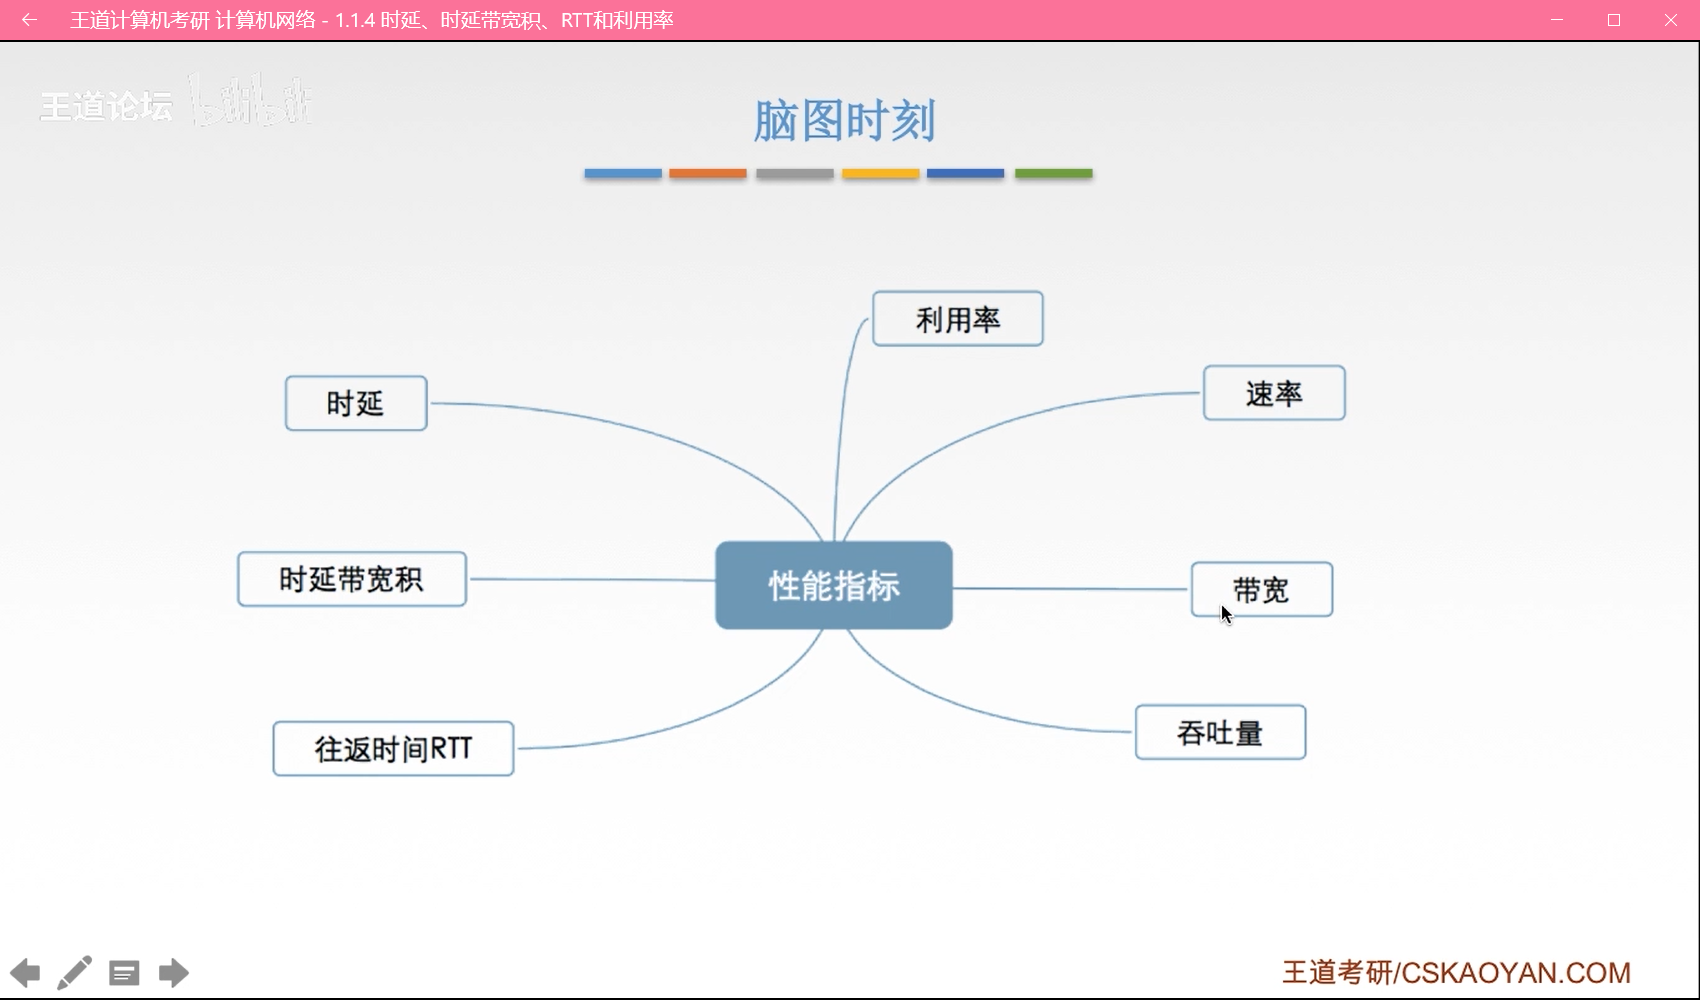 王道计算机考研 计算机网络 - 1.1.4 时延、时延带宽积、RTT和利用率
王道论坛 bilibili
脑图时刻
利用率
速率
时延
时延带宽积
性能指标
带宽
往返时间RTT
吞吐量
王道考研/CSKAOYAN.COM